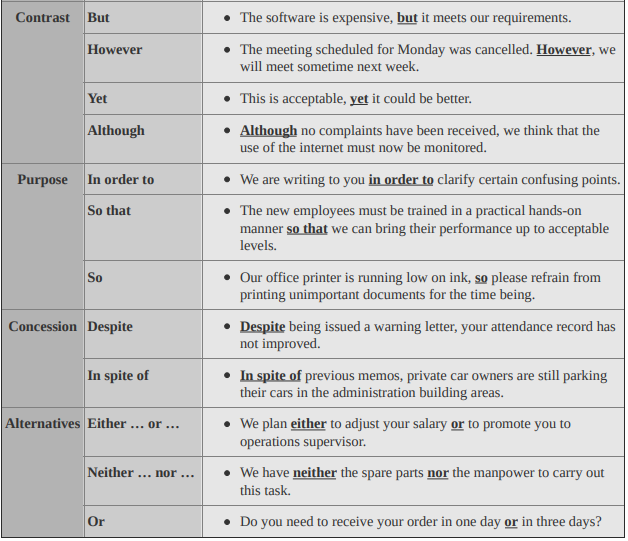 Contrast But • The software is expensive, but it meets our requirements.
However • The meeting scheduled for Monday was cancelled. However, we
will meet sometime next week.
Yet • This is acceptable, yet it could be better.
Although • Although no complaints have been received, we think that the
use of the internet must now be monitored.
Purpose In order to • We are writing to you in order to clarify certain confusing points.
So that • The new employees must be trained in a practical hands-on
manner so that we can bring their performance up to acceptable
levels.
So • Our office printer is running low on ink, so please refrain from
printing unimportant documents for the time being.
Concession Despite • Despite being issued a warning letter, your attendance record has
not improved.
In spite of • In spite of previous memos, private car owners are still parking
their cars in the administration building areas.
Alternatives Either … or … • We plan either to adjust your salary or to promote you to
operations supervisor.
Neither … nor … • We have neither the spare parts nor the manpower to carry out
this task.
Or • Do you need to receive your order in one day or in three days?